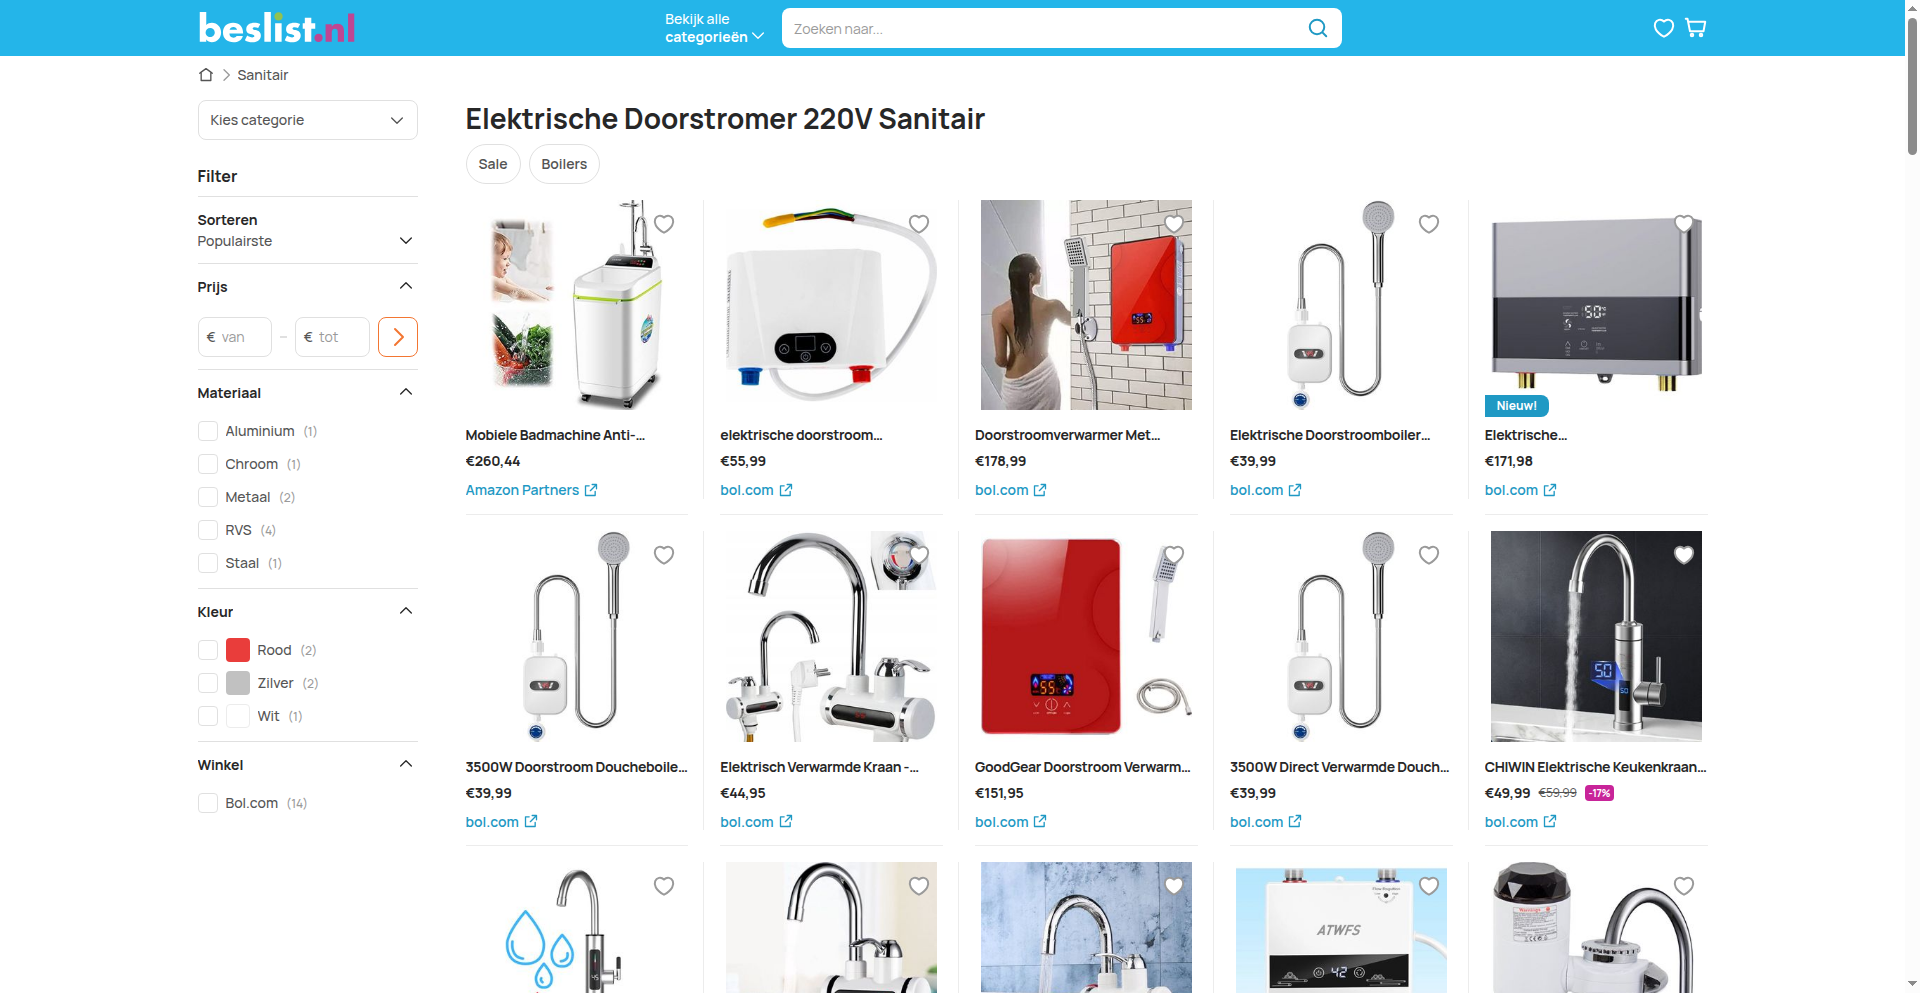 beslist.nl
Bekijk alle
categorieën
Zoeken naar...
Sanitair
Kies categorie
Elektrische Doorstromer 220V Sanitair
Sale
Boilers
Filter
Sorteren
Populairste
Prijs
€ van
–
€ tot
Materiaal
Aluminium (1)
Chroom (1)
Metaal (2)
RVS (4)
Staal (1)
Kleur
Rood (2)
Zilver (2)
Wit (1)
Winkel
Bol.com (14)
Mobiele Badmachine Anti-...
€260,44
Amazon Partners
elektrische doorstroom...
€55,99
bol.com
Doorstroomverwarmer Met...
€178,99
bol.com
Elektrische Doorstroomboiler...
€39,99
bol.com
50
Nieuw!
Elektrische...
€171,98
bol.com
3500W Doorstroom Doucheboile...
€39,99
bol.com
Elektrisch Verwarmde Kraan -...
€44,95
bol.com
55
GoodGear Doorstroom Verwarm...
€151,95
bol.com
3500W Direct Verwarmde Douch...
€39,99
bol.com
50
50
CHIWIN Elektrische Keukenkraan...
€49,99 €59,99 -17%
bol.com
ATWFS
42